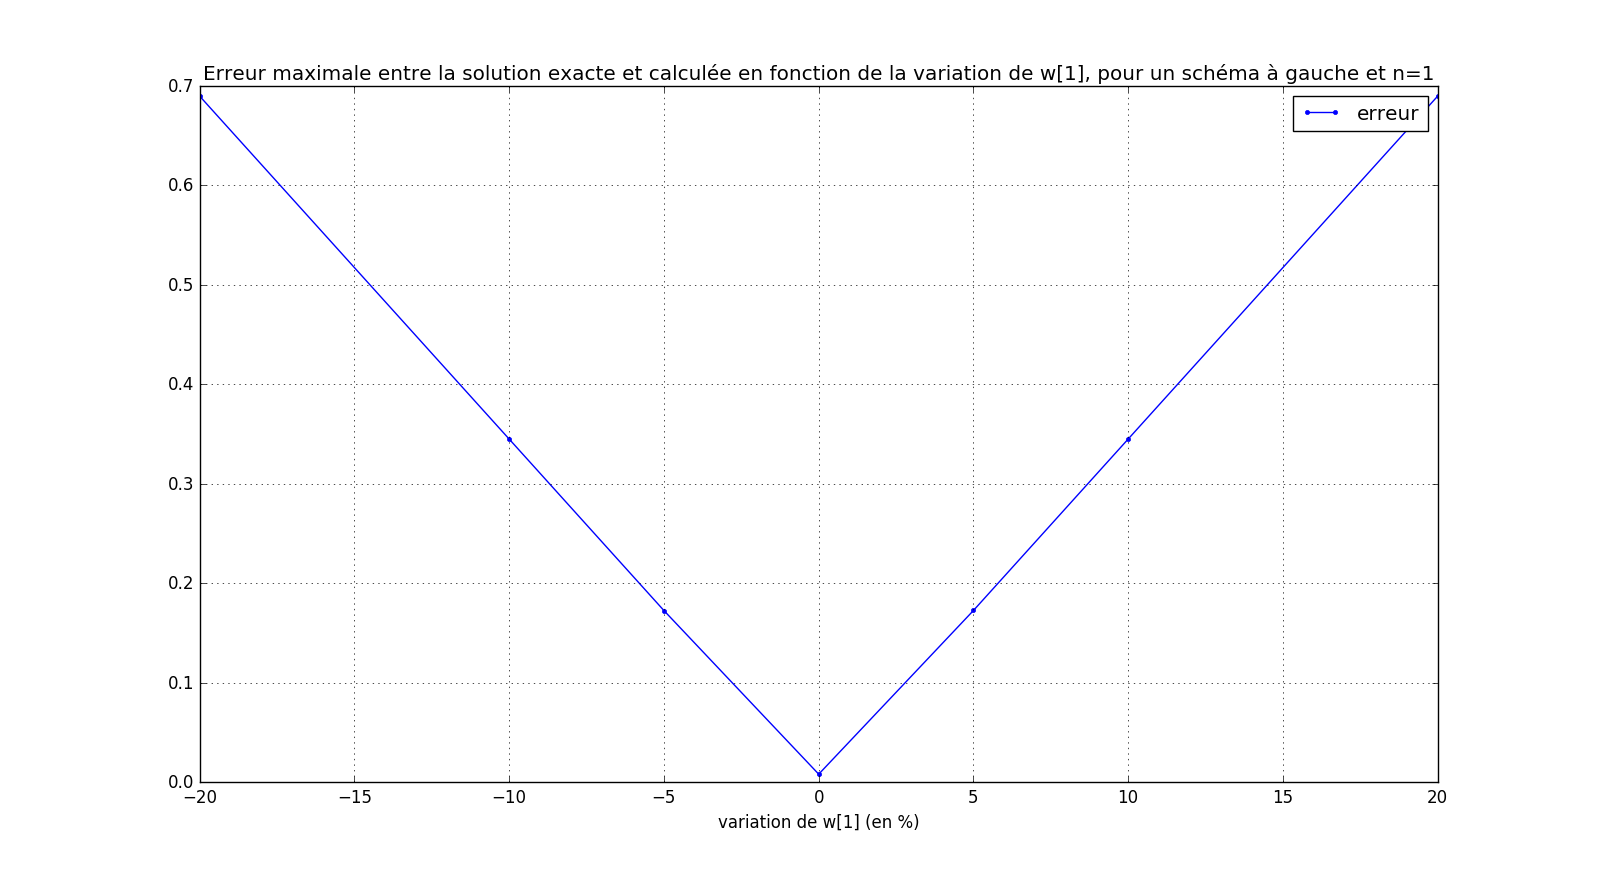 Erreur maximale entre la solution exacte et calculée en fonction de la variation de w[1], pour un schéma à gauche et n=1
erreur
0.7
0.6
0.5
0.4
0.3
0.2
0.1
0.0
−20 −15 −10 −5 0 5 10 15 20
variation de w[1] (en %)